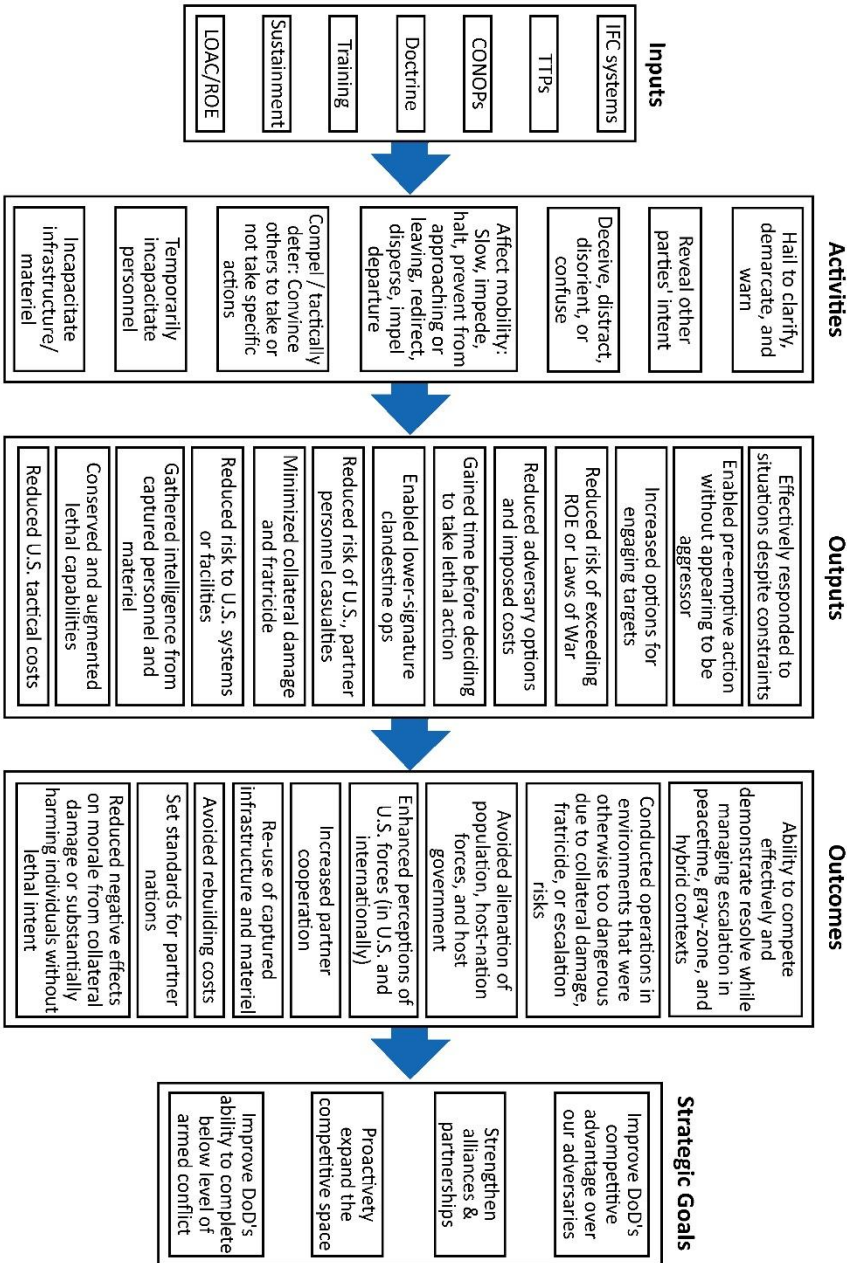 Inputs
IFC systems
TTPs
CONOPs
Doctrine
Training
Sustainment
LOAC/ROE
Activities
Hail to clarify,
demarcate, and
warn
Reveal other
parties' intent
Deceive, distract,
disorient, or
confuse
Affect mobility:
Slow, impede,
halt, prevent from
approaching or
leaving, redirect,
disperse, impel
departure
Compel / tactically
deter: Convince
others to take or
not take specific
actions
Temporarily
incapacitate
personnel
Incapacitate
infrastructure/
materiel
Outputs
Effectively responded to
situations despite constraints
Enabled pre-emptive action
without appearing to be
aggressor
Increased options for
engaging targets
Reduced risk of exceeding
ROE or Laws of War
Reduced adversary options
and imposed costs
Gained time before deciding
to take lethal action
Enabled lower-signature
clandestine ops
Reduced risk of U.S., partner
personnel casualties
Minimized collateral damage
and fratricide
Reduced risk to U.S. systems
or facilities
Gathered intelligence from
captured personnel and
materiel
Conserved and augmented
lethal capabilities
Reduced U.S. tactical costs
Outcomes
Ability to compete
effectively and
demonstrate resolve while
managing escalation in
peacetime, gray-zone, and
hybrid contexts
Conducted operations in
environments that were
otherwise too dangerous
due to collateral damage,
fratricide, or escalation
risks
Avoided alienation of
population, host-nation
forces, and host
government
Enhanced perceptions of
U.S. forces (in U.S. and
internationally)
Increased partner
cooperation
Re-use of captured
infrastructure and materiel
Avoided rebuilding costs
Set standards for partner
nations
Reduced negative effects
on morale from collateral
damage or substantially
harming individuals without
lethal intent
Strategic Goals
Improve DoD's
competitive
advantage over
our adversaries
Strengthen
alliances &
partnerships
Proactivety
expand the
competitive space
Improve DoD's
ability to complete
below level of
armed conflict